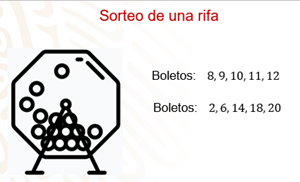 Sorteo de una rifa
Boletos: 8, 9, 10, 11, 12
Boletos: 2, 6, 14, 18, 20